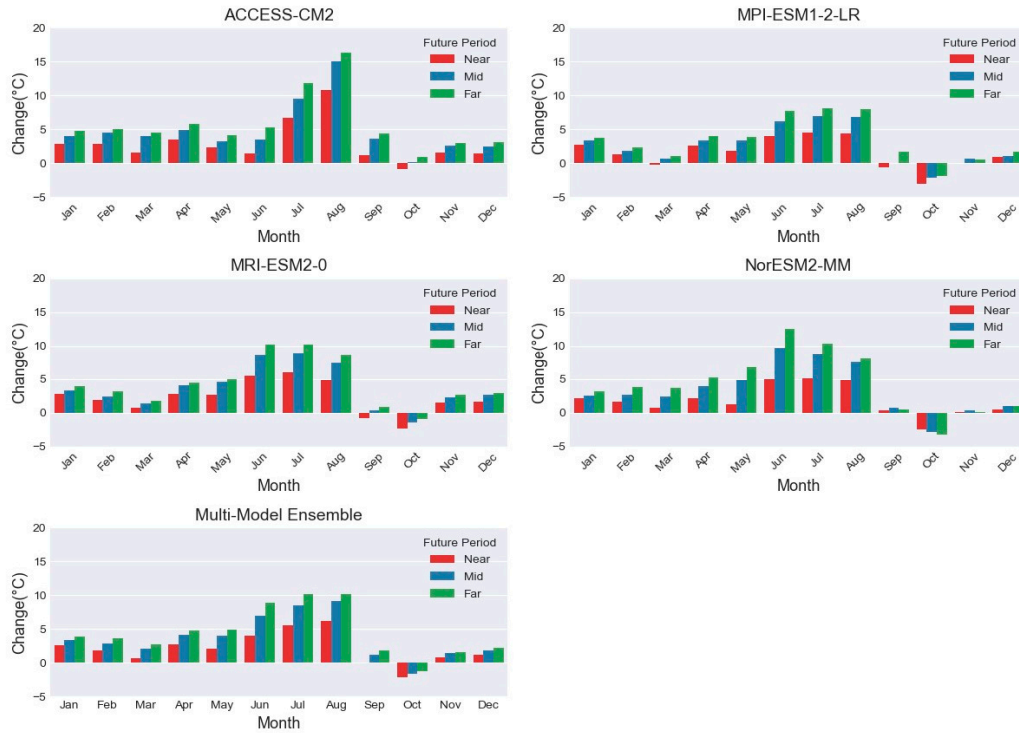 ACCESS-CM2
Change(°C)
20
15
10
5
0
−5
Future Period
Near
Mid
Far
Jan Feb Mar Apr May Jun Jul Aug Sep Oct Nov Dec
Month
MPI-ESM1-2-LR
Change(°C)
20
15
10
5
0
−5
Future Period
Near
Mid
Far
Jan Feb Mar Apr May Jun Jul Aug Sep Oct Nov Dec
Month
MRI-ESM2-0
Change(°C)
20
15
10
5
0
−5
Future Period
Near
Mid
Far
Jan Feb Mar Apr May Jun Jul Aug Sep Oct Nov Dec
Month
NorESM2-MM
Change(°C)
20
15
10
5
0
−5
Future Period
Near
Mid
Far
Jan Feb Mar Apr May Jun Jul Aug Sep Oct Nov Dec
Month
Multi-Model Ensemble
Change(°C)
20
15
10
5
0
−5
Future Period
Near
Mid
Far
Jan Feb Mar Apr May Jun Jul Aug Sep Oct Nov Dec
Month